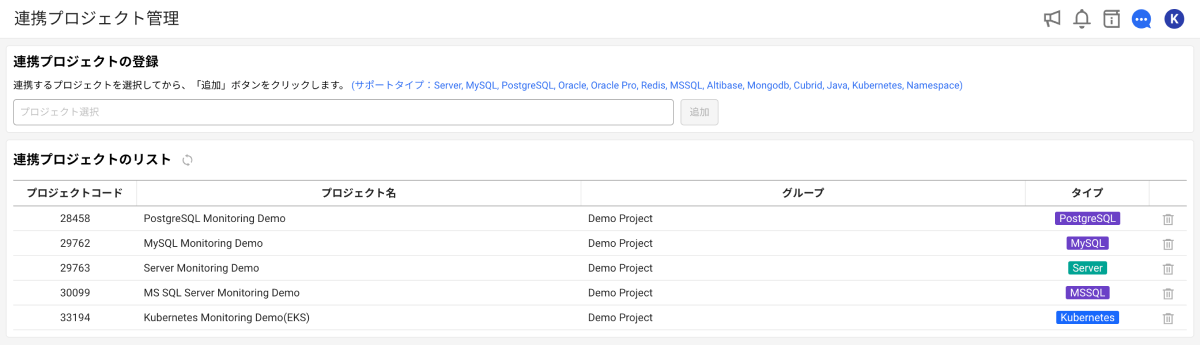 連携プロジェクト管理
K
連携プロジェクトの登録
連携するプロジェクトを選択してから、「追加」ボタンをクリックします。 (サポートタイプ：Server, MySQL, PostgreSQL, Oracle, Oracle Pro, Redis, MSSQL, Altibase, Mongodb, Cubrid, Java, Kubernetes, Namespace)
プロジェクト選択 追加
連携プロジェクトのリスト
プロジェクトコード プロジェクト名 グループ タイプ
28458 PostgreSQL Monitoring Demo Demo Project PostgreSQL
29762 MySQL Monitoring Demo Demo Project MySQL
29763 Server Monitoring Demo Demo Project Server
30099 MS SQL Server Monitoring Demo Demo Project MSSQL
33194 Kubernetes Monitoring Demo(EKS) Demo Project Kubernetes